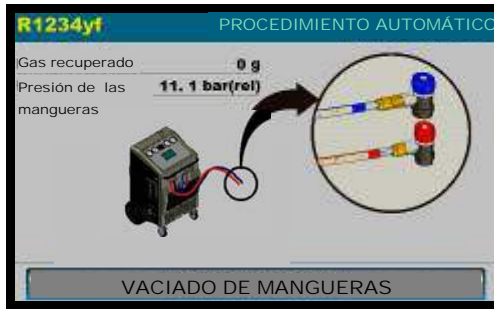 R1234yf PROCEDIMIENTO AUTOMÁTICO
Gas recuperado 0 g
Presión de las 11. 1 bar(rel)
mangueras
VACIADO DE MANGUERAS